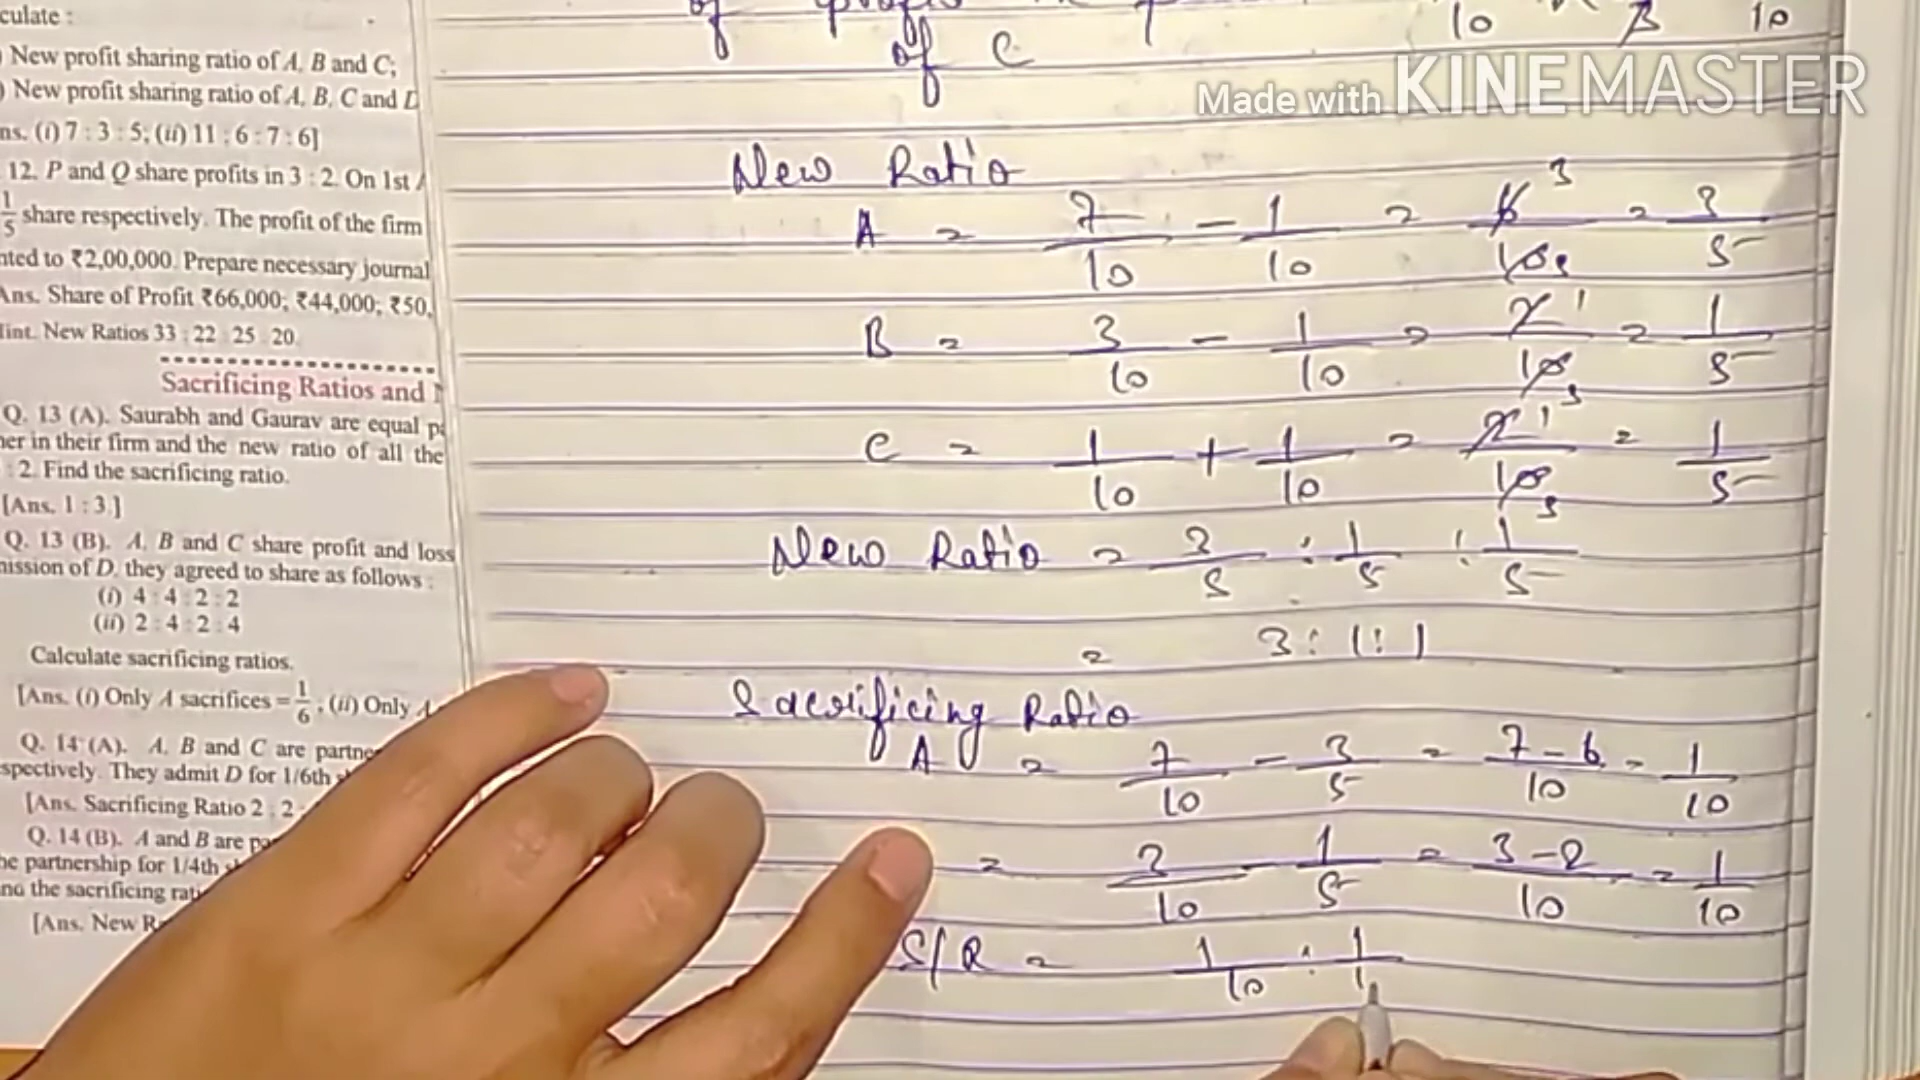 culate :
) New profit sharing ratio of A, B and C;
) New profit sharing ratio of A, B, C and D
ns. (i) 7 : 3 : 5; (ii) 11 : 6 : 7 : 6]
12. P and Q share profits in 3 : 2. On 1st A
1/5 share respectively. The profit of the firm
nted to ₹2,00,000. Prepare necessary journal
Ans. Share of Profit ₹66,000; ₹44,000; ₹50,
Hint. New Ratios 33 : 22 : 25 : 20.
Sacrificing Ratios and
Q. 13 (A). Saurabh and Gaurav are equal pa
ner in their firm and the new ratio of all the
: 2. Find the sacrificing ratio.
[Ans. 1 : 3.]
Q. 13 (B). A, B and C share profit and loss
mission of D, they agreed to share as follows :
(i) 4 : 4 : 2 : 2
(ii) 2 : 4 : 2 : 4
Calculate sacrificing ratios.
[Ans. (i) Only A sacrifices = 1/6 ; (ii) Only A
Q. 14 (A). A, B and C are partne
spectively. They admit D for 1/6th
[Ans. Sacrificing Ratio 2 : 2
Q. 14 (B). A and B are pa
he partnership for 1/4th
nd the sacrificing rati
[Ans. New R
of C
10 B 10
Made with KINEMASTER
New Ratio
A = 7/10 - 1/10 = 6/10 = 3/5
B = 3/10 - 1/10 = 2/10 = 1/5
C = 1/10 + 1/10 = 2/10 = 1/5
New Ratio = 3/5 : 1/5 : 1/5
= 3 : 1 : 1
Sacrificing Ratio
A = 7/10 - 3/5 = 7-6/10 = 1/10
= 3/10 - 1/5 = 3-2/10 = 1/10
S/R = 1/10 : 1/1